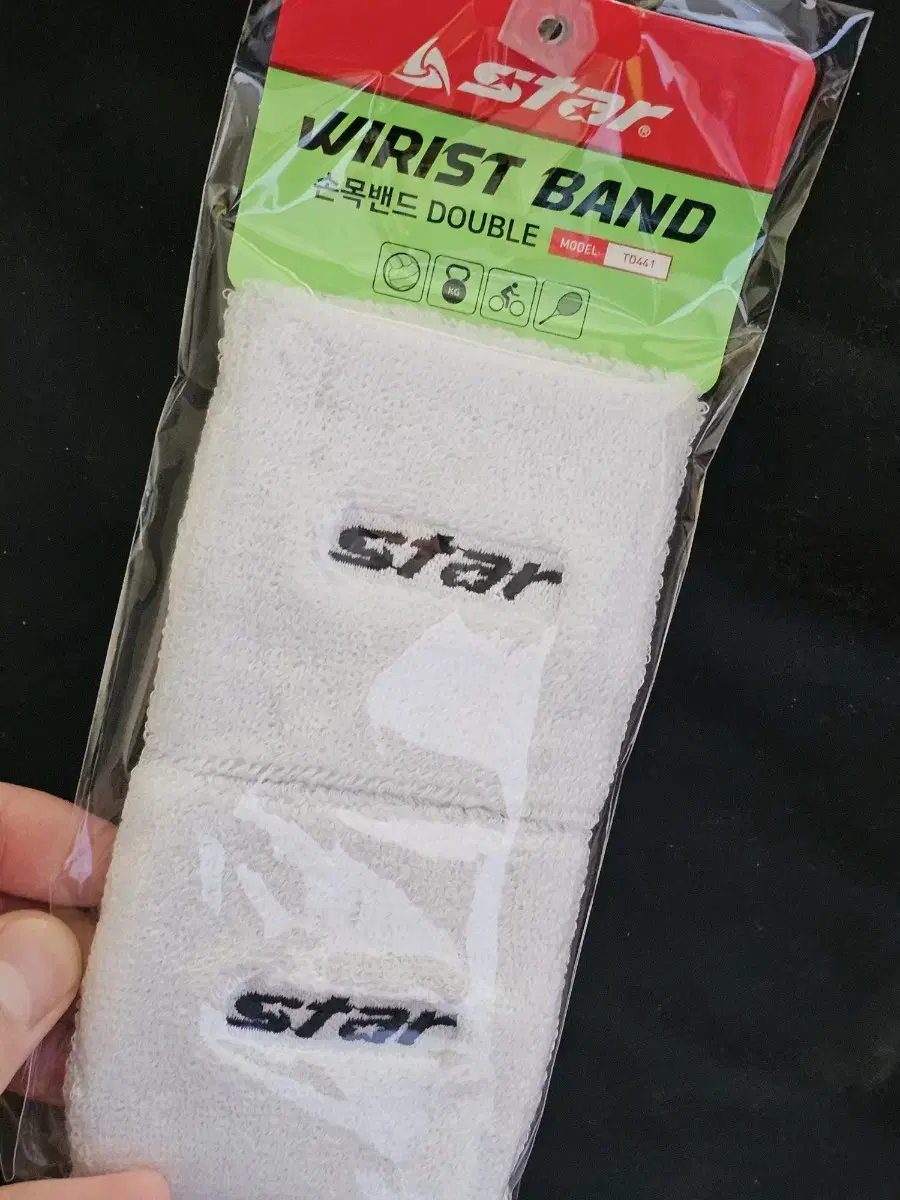 star®
WIRIST BAND
손목밴드 DOUBLE
MODEL TD441
KG
star
star